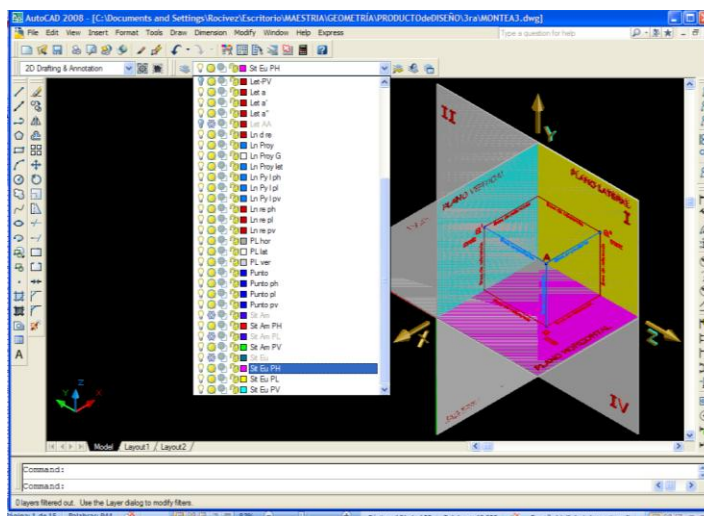 AutoCAD 2008 - [C:\Documents and Settings\Rocivez\Escritorio\MAESTRIA\GEOMETRÍA\PRODUCTOdeDISEÑO\3ra\MONTEA3.dwg]
File Edit View Insert Format Tools Draw Dimension Modify Window Help Express
Type a question for help
2D Drafting & Annotation
St Eu PH
Let-PV
Let a
Let a'
Let a"
Let AA
Ln d re
Ln Proy
Ln Proy G
Ln Proy let
Ln Py l ph
Ln Py l pl
Ln Py l pv
Ln re ph
Ln re pl
Ln re pv
PL hor
PL lat
PL ver
Punto
Punto ph
Punto pl
Punto pv
St Am
St Am PH
St Am PL
St Am PV
St Eu
St Eu PH
St Eu PL
St Eu PV
II
Y
PLANO VERTICAL
PLANO LATERAL
I
A
X
Z
PLANO HORIZONTAL
IV
Z
Y
X
Model Layout1 Layout2
Command:
Command:
0 layers filtered out. Use the Layer dialog to modify filters.